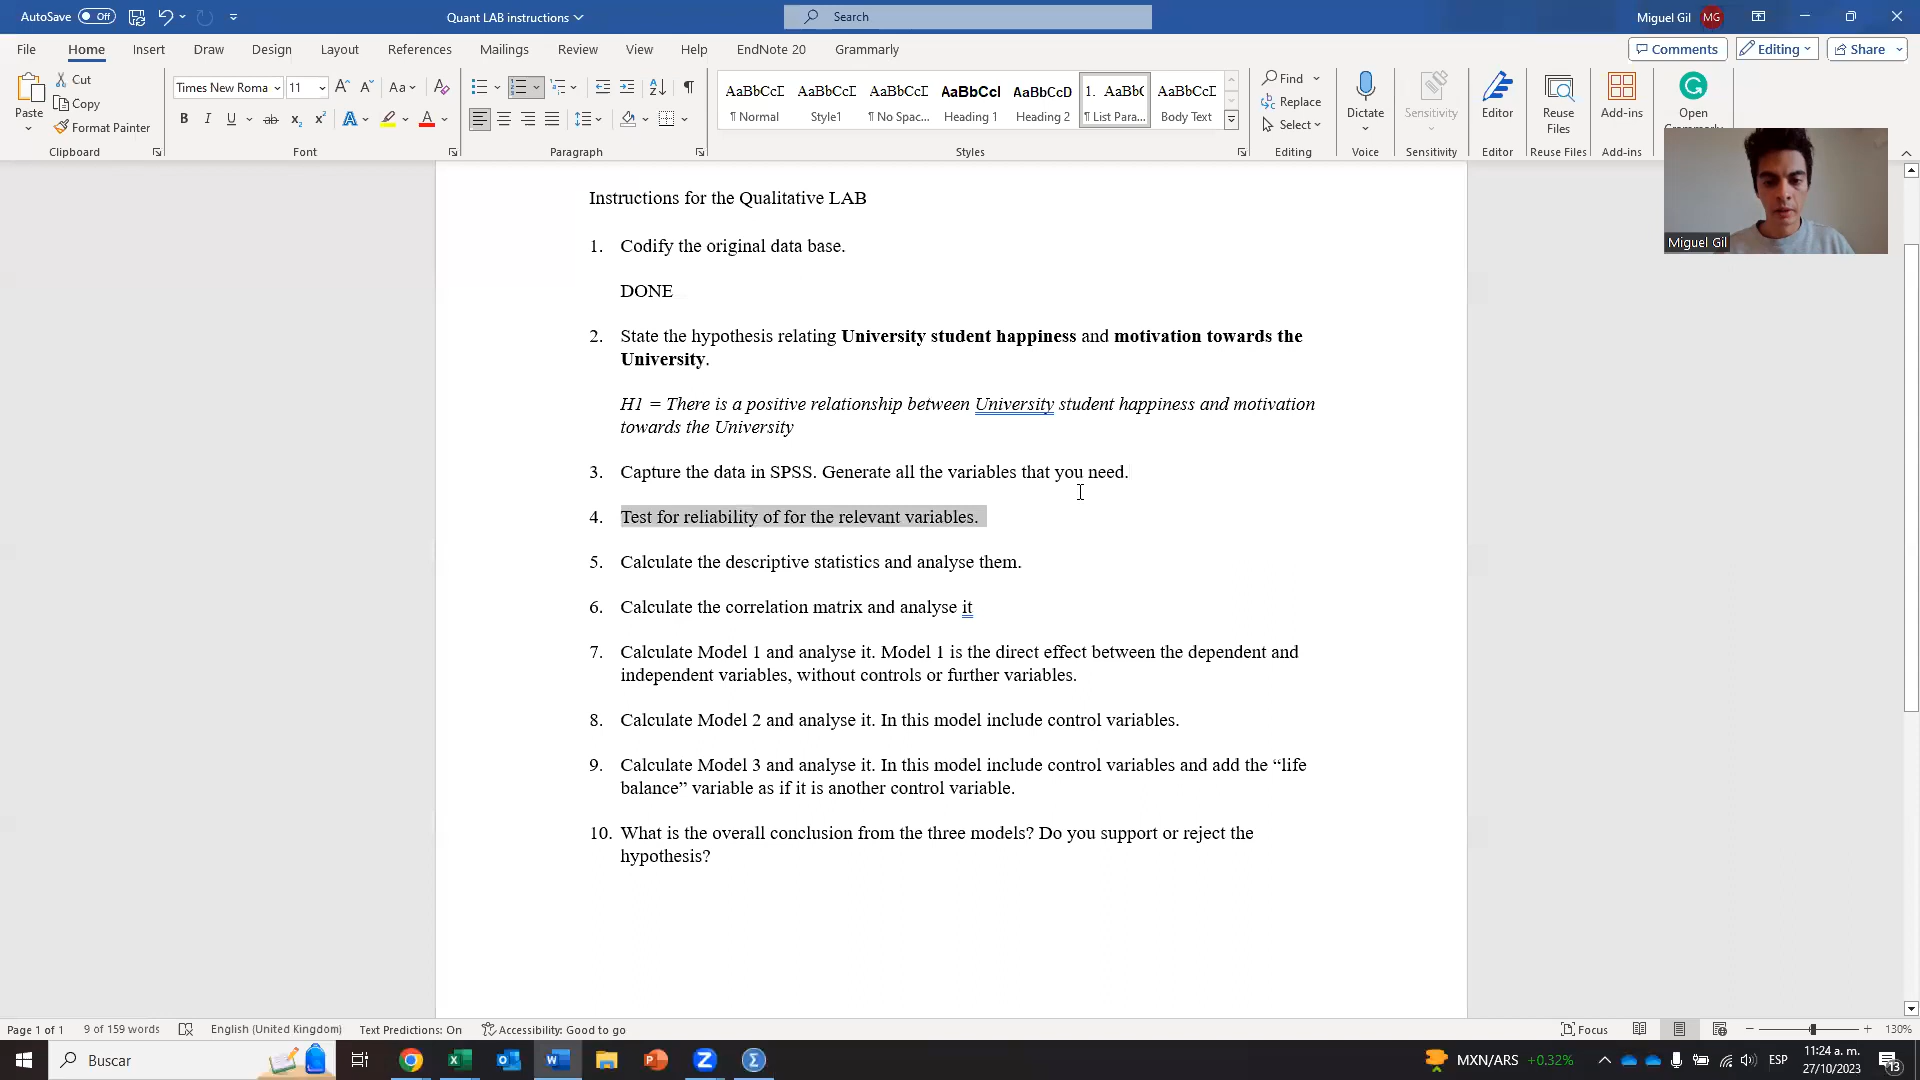 AutoSave Off Quant LAB instructions Search Miguel Gil MG
File Home Insert Draw Design Layout References Mailings Review View Help EndNote 20 Grammarly Comments Editing Share
Paste Cut Copy Format Painter
Clipboard
Times New Roma 11 Aa
B I U ab x₂ x² A A
Font
Paragraph
AaBbCcDc AaBbCcDc AaBbCcDc AaBbCcI AaBbCcD 1. AaBbC AaBbCcDc
¶ Normal Style1 ¶ No Spac... Heading 1 Heading 2 ¶ List Para... Body Text
Styles
Find
Replace
Select
Editing
Dictate
Voice
Sensitivity
Sensitivity
Editor
Editor
Reuse Files
Reuse Files
Add-ins
Add-ins
Open
Miguel Gil
Instructions for the Qualitative LAB
1. Codify the original data base.
DONE
2. State the hypothesis relating University student happiness and motivation towards the
University.
H1 = There is a positive relationship between University student happiness and motivation
towards the University
3. Capture the data in SPSS. Generate all the variables that you need.
4. Test for reliability of for the relevant variables.
5. Calculate the descriptive statistics and analyse them.
6. Calculate the correlation matrix and analyse it
7. Calculate Model 1 and analyse it. Model 1 is the direct effect between the dependent and
independent variables, without controls or further variables.
8. Calculate Model 2 and analyse it. In this model include control variables.
9. Calculate Model 3 and analyse it. In this model include control variables and add the “life
balance” variable as if it is another control variable.
10. What is the overall conclusion from the three models? Do you support or reject the
hypothesis?
Page 1 of 1 9 of 159 words English (United Kingdom) Text Predictions: On Accessibility: Good to go Focus 130%
Buscar MXN/ARS +0.32% ESP 11:24 a. m.
27/10/2023 13